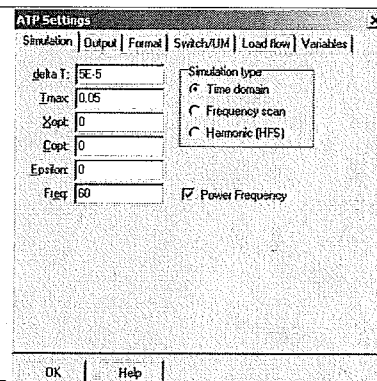 ATP Settings
Simulation Output Format Switch/UM Load flow Variables
delta T: 5E-5
Tmax: 0.05
Xopt: 0
Copt: 0
Epsilon: 0
Freq: 60
Simulation type
Time domain
Frequency scan
Harmonic (HFS)
Power Frequency
OK Help